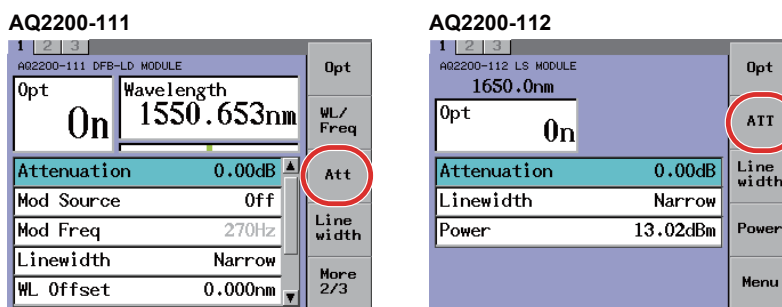 AQ2200-111
1 2 3
AQ2200-111 DFB-LD MODULE
Opt
On
Wavelength
1550.653nm
Attenuation 0.00dB
Mod Source Off
Mod Freq 270Hz
Linewidth Narrow
WL Offset 0.000nm
Opt
WL/
Freq
Att
Line
width
More
2/3
AQ2200-112
1 2 3
AQ2200-112 LS MODULE
1650.0nm
Opt
On
Attenuation 0.00dB
Linewidth Narrow
Power 13.02dBm
Opt
ATT
Line
width
Power
Menu